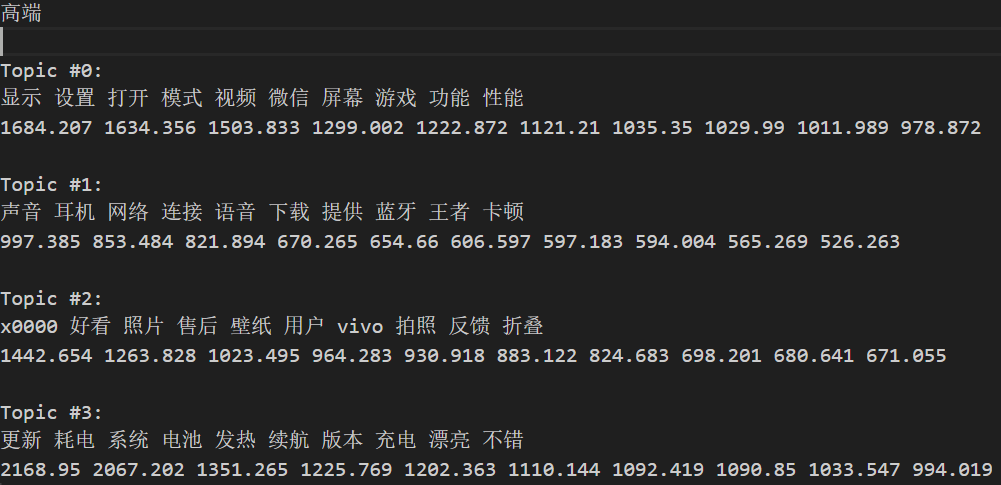 高端
Topic #0:
显示 设置 打开 模式 视频 微信 屏幕 游戏 功能 性能
1684.207 1634.356 1503.833 1299.002 1222.872 1121.21 1035.35 1029.99 1011.989 978.872
Topic #1:
声音 耳机 网络 连接 语音 下载 提供 蓝牙 王者 卡顿
997.385 853.484 821.894 670.265 654.66 606.597 597.183 594.004 565.269 526.263
Topic #2:
x0000 好看 照片 售后 壁纸 用户 vivo 拍照 反馈 折叠
1442.654 1263.828 1023.495 964.283 930.918 883.122 824.683 698.201 680.641 671.055
Topic #3:
更新 耗电 系统 电池 发热 续航 版本 充电 漂亮 不错
2168.95 2067.202 1351.265 1225.769 1202.363 1110.144 1092.419 1090.85 1033.547 994.019